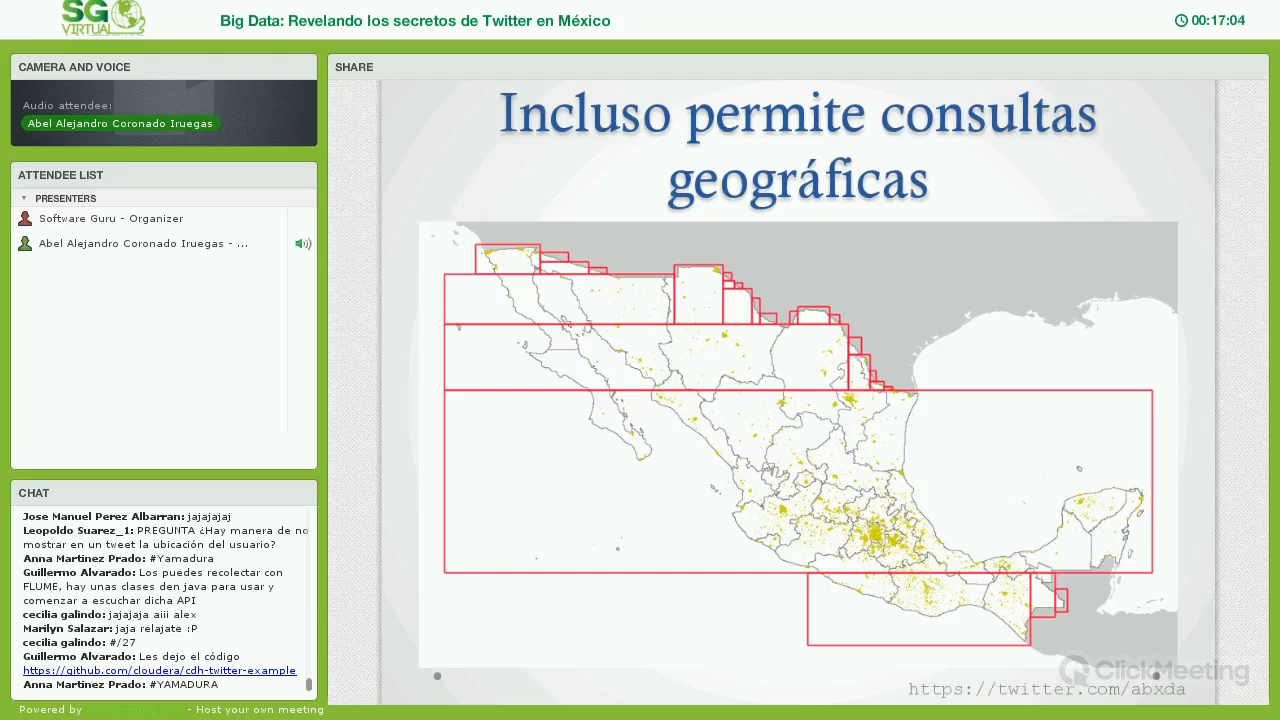 SG
VIRTUAL
Big Data: Revelando los secretos de Twitter en México
00:17:04
CAMERA AND VOICE
Audio attendee:
Abel Alejandro Coronado Iruegas
ATTENDEE LIST
PRESENTERS
Software Guru - Organizer
Abel Alejandro Coronado Iruegas - ...
CHAT
Jose Manuel Perez Albarran: jajajajaj
Leopoldo Suarez_1: PREGUNTA ¿Hay manera de no
mostrar en un tweet la ubicación del usuario?
Anna Martinez Prado: #Yamadura
Guillermo Alvarado: Los puedes recolectar con
FLUME, hay unas clases den java para usar y
comenzar a escuchar dicha API
cecilia galindo: jajajaja aiii alex
Marilyn Salazar: jaja relajate :P
cecilia galindo: #/27
Guillermo Alvarado: Les dejo el código
https://github.com/cloudera/cdh-twitter-example
Anna Martinez Prado: #YAMADURA
Powered by - Host your own meeting
SHARE
Incluso permite consultas
geográficas
ClickMeeting
https://twitter.com/abxda